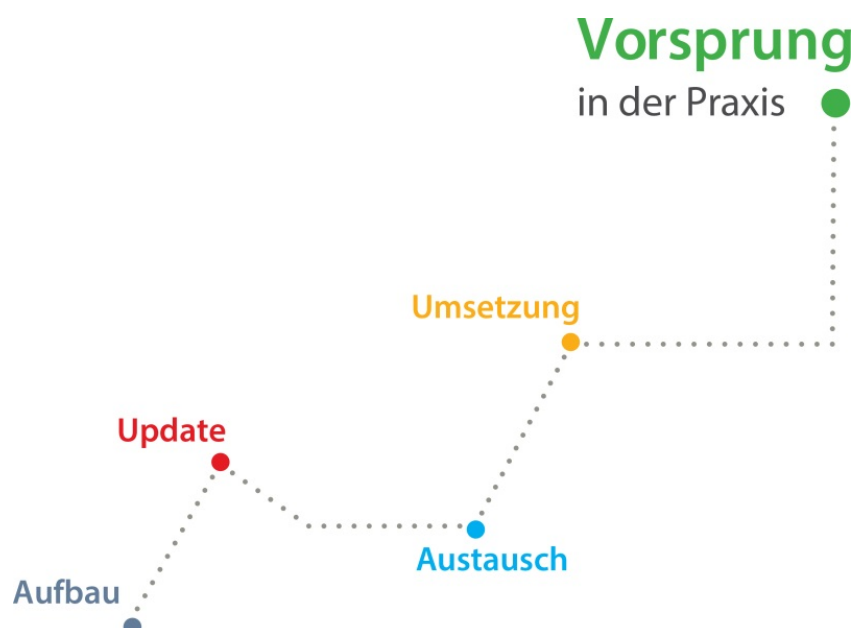 Vorsprung
in der Praxis
Umsetzung
Update
Austausch
Aufbau